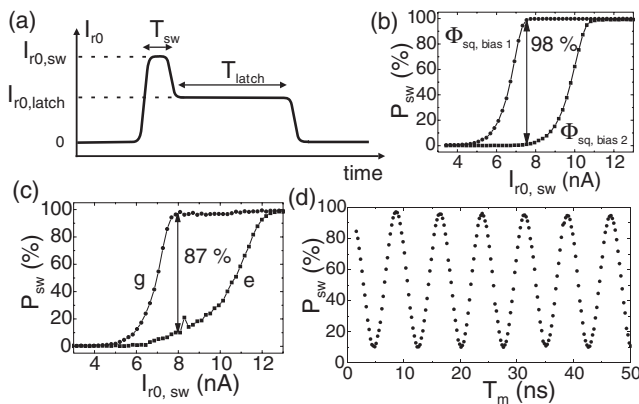 (a)
I_r0
T_sw
I_r0,sw
T_latch
I_r0,latch
0
time
(b)
100
80
60
40
20
0
P_sw (%)
Φ_sq, bias 1
98 %
Φ_sq, bias 2
4 6 8 10 12
I_r0, sw (nA)
(c)
100
80
60
40
20
0
P_sw (%)
g
87 %
e
4 6 8 10 12
I_r0, sw (nA)
(d)
100
80
60
40
20
0
P_sw (%)
0 10 20 30 40 50
T_m (ns)